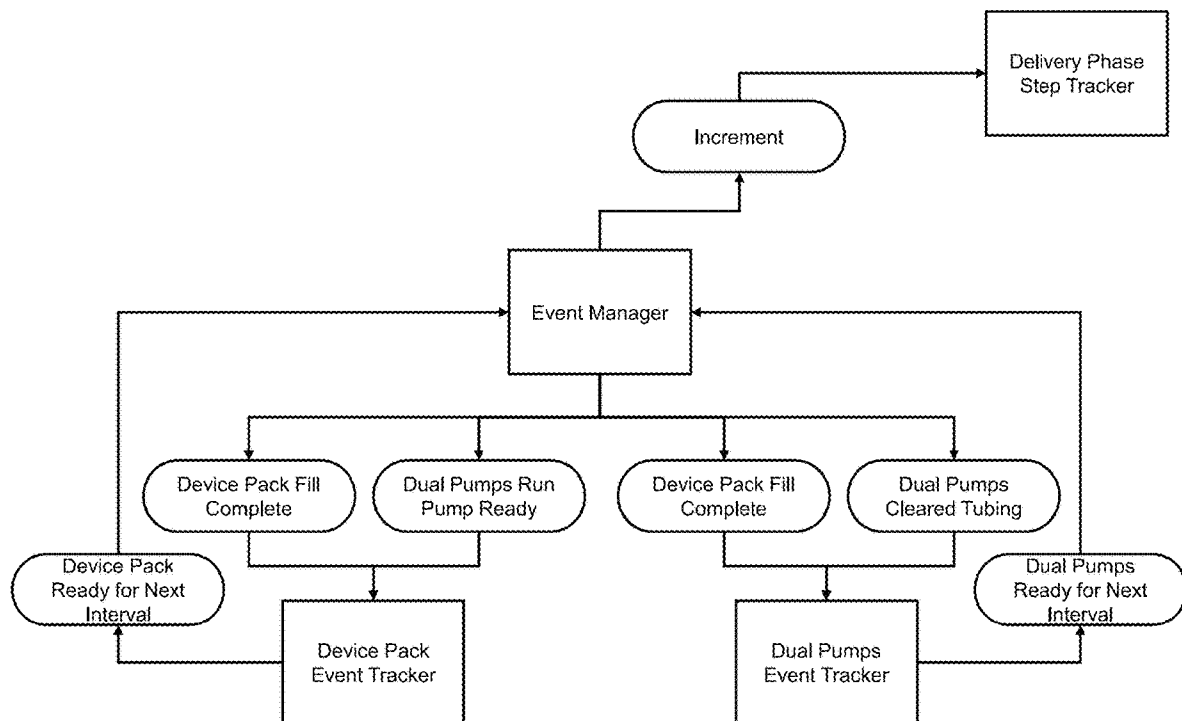 Delivery Phase
Step Tracker
Increment
Event Manager
Device Pack Fill
Complete
Dual Pumps Run
Pump Ready
Device Pack Fill
Complete
Dual Pumps
Cleared Tubing
Device Pack
Ready for Next
Interval
Dual Pumps
Ready for Next
Interval
Device Pack
Event Tracker
Dual Pumps
Event Tracker